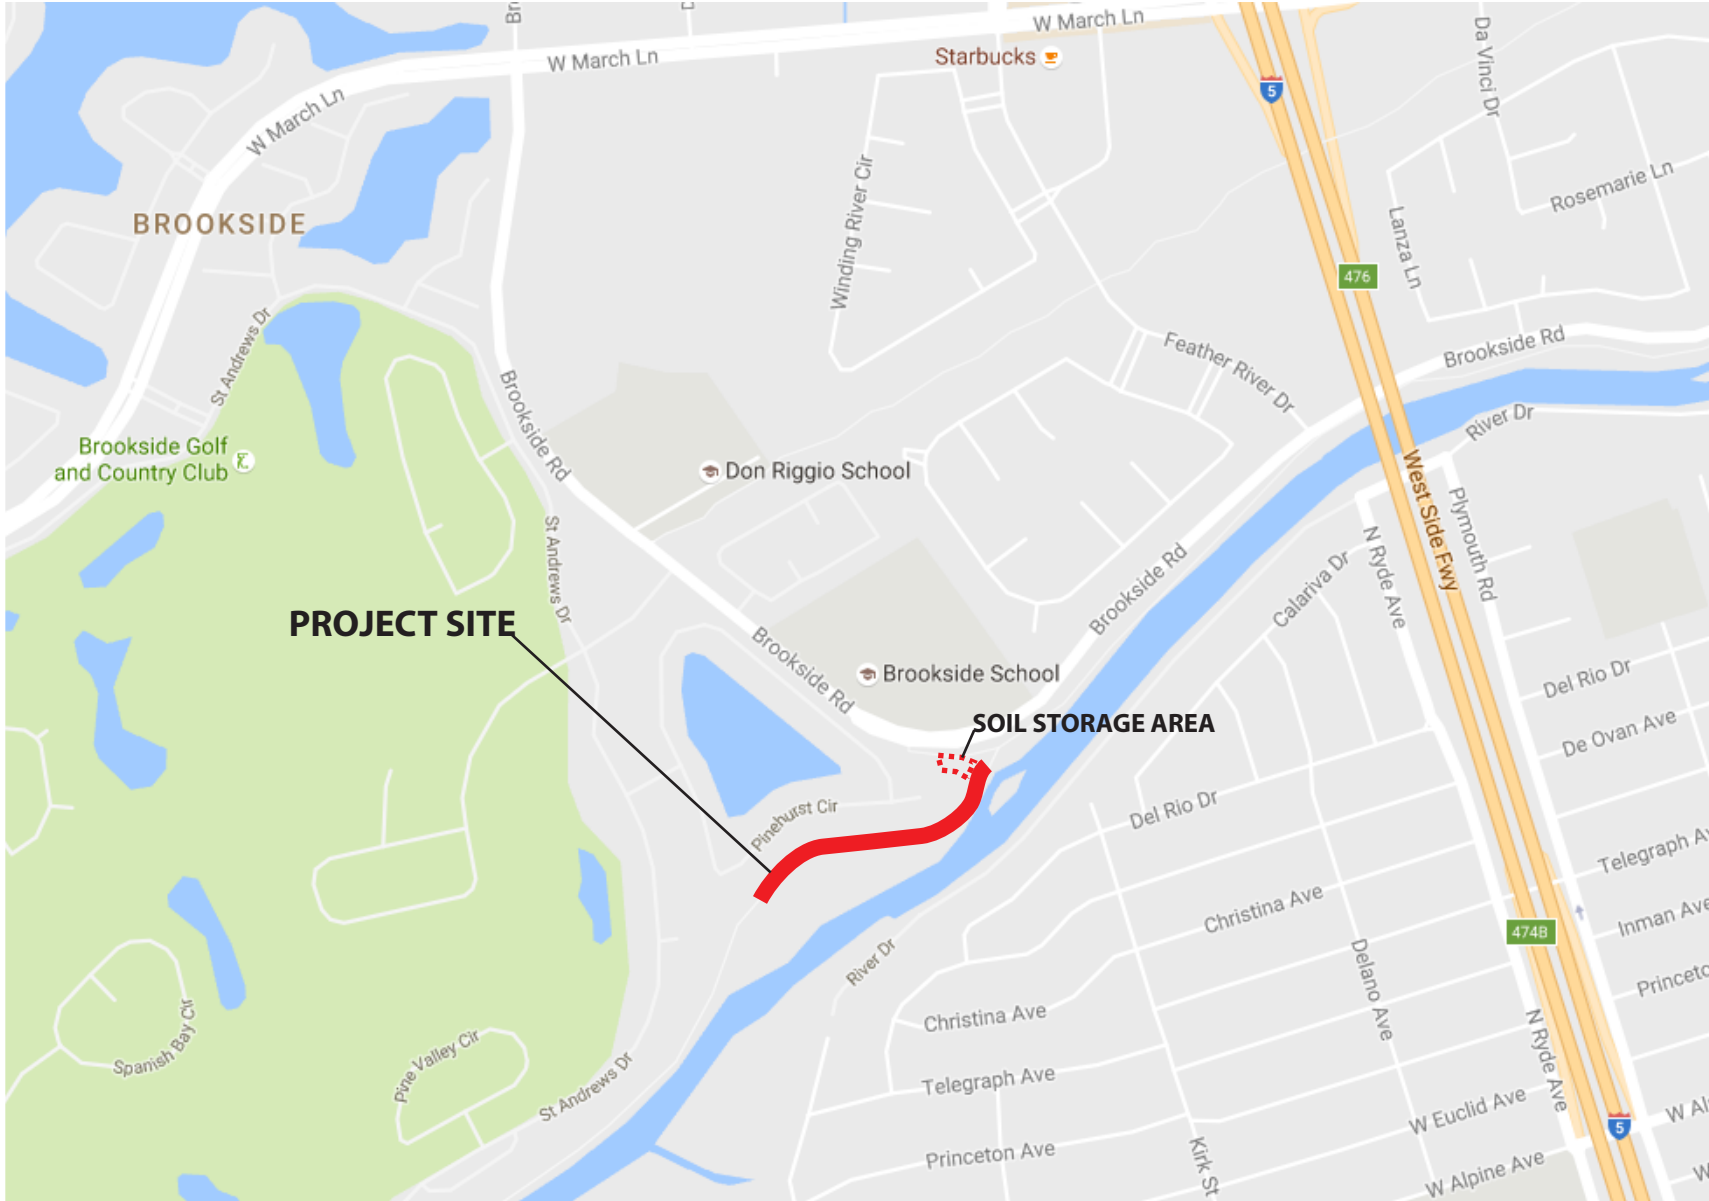 W March Ln
Br
W March Ln
Starbucks
5
Da Vinci Dr
W March Ln
BROOKSIDE
Winding River Cir
Rosemarie Ln
Lanza Ln
476
St Andrews Dr
Feather River Dr
Brookside Rd
Brookside Rd
River Dr
Brookside Golf
and Country Club
Don Riggio School
West Side Fwy
Plymouth Rd
N Ryde Ave
St Andrews Dr
Brookside Rd
Calariva Dr
PROJECT SITE
Brookside Rd
Brookside School
Del Rio Dr
SOIL STORAGE AREA
De Ovan Ave
Pinehurst Cir
Del Rio Dr
Telegraph Av
Christina Ave
Inman Ave
474B
River Dr
Delano Ave
Princeto
Christina Ave
Spanish Bay Cir
Pine Valley Cir
N Ryde Ave
St Andrews Dr
Telegraph Ave
W Euclid Ave
5
W Al
Princeton Ave
Kirk St
W Alpine Ave
W